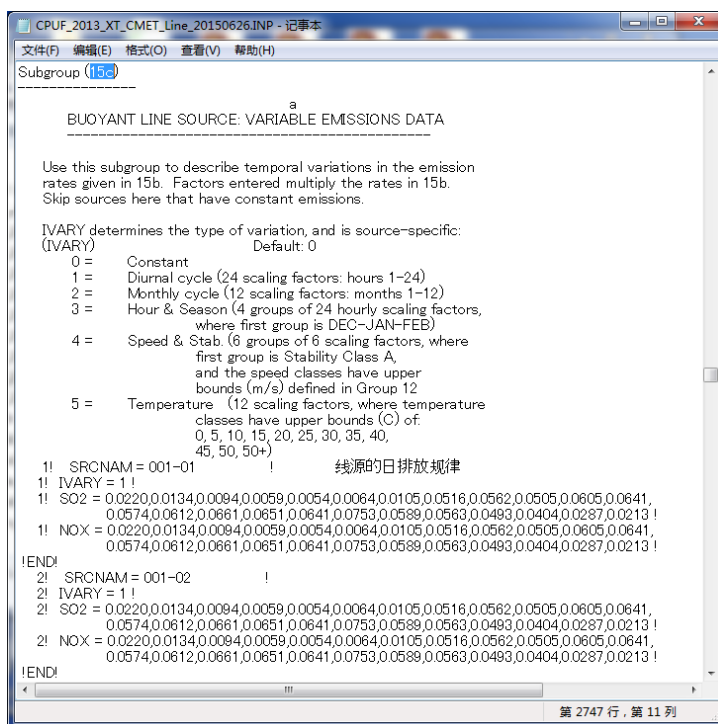 CPUF_2013_XT_CMET_Line_20150626.INP - 记事本
文件(F) 编辑(E) 格式(O) 查看(V) 帮助(H)
Subgroup (15c)
---------------
a
BUOYANT LINE SOURCE: VARIABLE EMISSIONS DATA
------------------------------------------------
Use this subgroup to describe temporal variations in the emission
rates given in 15b. Factors entered multiply the rates in 15b.
Skip sources here that have constant emissions.
IVARY determines the type of variation, and is source-specific:
(IVARY) Default: 0
0 = Constant
1 = Diurnal cycle (24 scaling factors: hours 1-24)
2 = Monthly cycle (12 scaling factors: months 1-12)
3 = Hour & Season (4 groups of 24 hourly scaling factors,
where first group is DEC-JAN-FEB)
4 = Speed & Stab. (6 groups of 6 scaling factors, where
first group is Stability Class A,
and the speed classes have upper
bounds (m/s) defined in Group 12
5 = Temperature (12 scaling factors, where temperature
classes have upper bounds (C) of:
0, 5, 10, 15, 20, 25, 30, 35, 40,
45, 50, 50+)
1! SRCNAM = 001-01 ! 线源的日排放规律
1! IVARY = 1 !
1! SO2 = 0.0220,0.0134,0.0094,0.0059,0.0054,0.0064,0.0105,0.0516,0.0562,0.0505,0.0605,0.0641,
0.0574,0.0612,0.0661,0.0651,0.0641,0.0753,0.0589,0.0563,0.0493,0.0404,0.0287,0.0213 !
1! NOX = 0.0220,0.0134,0.0094,0.0059,0.0054,0.0064,0.0105,0.0516,0.0562,0.0505,0.0605,0.0641,
0.0574,0.0612,0.0661,0.0651,0.0641,0.0753,0.0589,0.0563,0.0493,0.0404,0.0287,0.0213 !
!END!
2! SRCNAM = 001-02 !
2! IVARY = 1 !
2! SO2 = 0.0220,0.0134,0.0094,0.0059,0.0054,0.0064,0.0105,0.0516,0.0562,0.0505,0.0605,0.0641,
0.0574,0.0612,0.0661,0.0651,0.0641,0.0753,0.0589,0.0563,0.0493,0.0404,0.0287,0.0213 !
2! NOX = 0.0220,0.0134,0.0094,0.0059,0.0054,0.0064,0.0105,0.0516,0.0562,0.0505,0.0605,0.0641,
0.0574,0.0612,0.0661,0.0651,0.0641,0.0753,0.0589,0.0563,0.0493,0.0404,0.0287,0.0213 !
!END!
第 2747 行，第 11 列